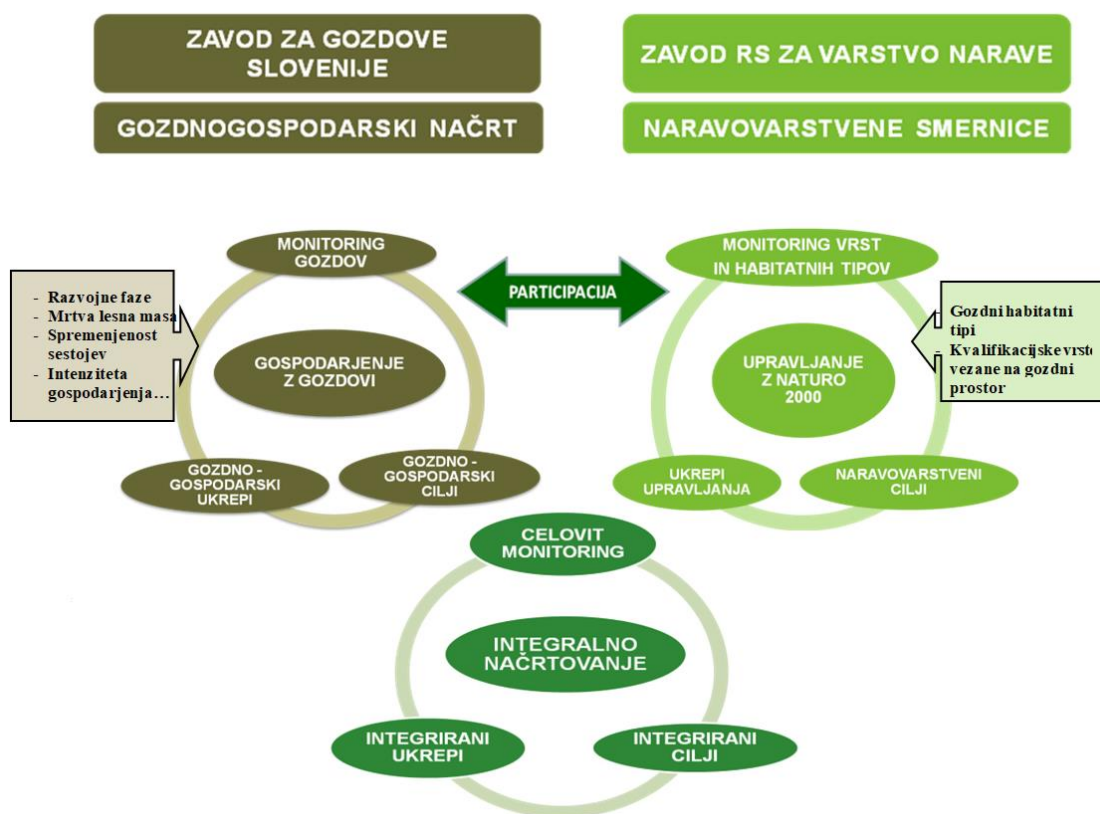 ZAVOD ZA GOZDOVE
SLOVENIJE
GOZDNOGOSPODARSKI NAČRT
ZAVOD RS ZA VARSTVO NARAVE
NARAVOVARSTVENE SMERNICE
MONITORING
GOZDOV
- Razvojne faze
- Mrtva lesna masa
- Spremenjenost
sestojev
- Intenziteta
gospodarjenja...
GOSPODARJENJE
Z GOZDOVI
GOZDNO -
GOSPODARSKI
UKREPI
GOZDNO -
GOSPODARSKI
CILJI
PARTICIPACIJA
MONITORING VRST
IN HABITATNIH TIPOV
UPRAVLJANJE
Z NATURO
2000
- Gozdni habitatni
tipi
- Kvalifikacijske vrste
vezane na gozdni
prostor
UKREPI
UPRAVLJANJA
NARAVOVARSTVENI
CILJI
CELOVIT
MONITORING
INTEGRALNO
NAČRTOVANJE
INTEGRIRANI
UKREPI
INTEGRIRANI
CILJI